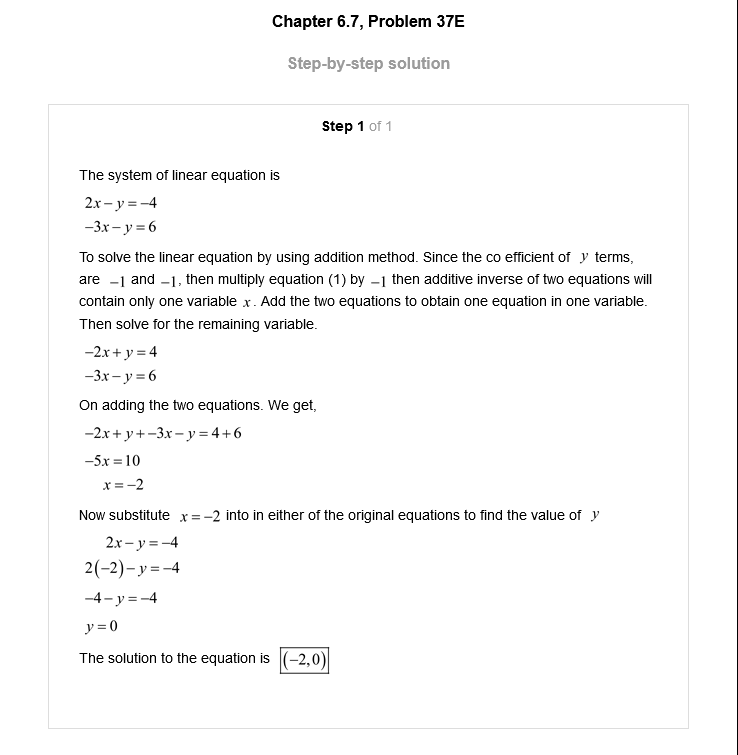 Chapter 6.7, Problem 37E
Step-by-step solution
Step 1 of 1
The system of linear equation is
2x − y = −4
−3x − y = 6
To solve the linear equation by using addition method. Since the co efficient of y terms,
are −1 and −1, then multiply equation (1) by −1 then additive inverse of two equations will
contain only one variable x. Add the two equations to obtain one equation in one variable.
Then solve for the remaining variable.
−2x + y = 4
−3x − y = 6
On adding the two equations. We get,
−2x + y + −3x − y = 4 + 6
−5x = 10
x = −2
Now substitute x = −2 into in either of the original equations to find the value of y
2x − y = −4
2(−2) − y = −4
−4 − y = −4
y = 0
The solution to the equation is (−2,0)